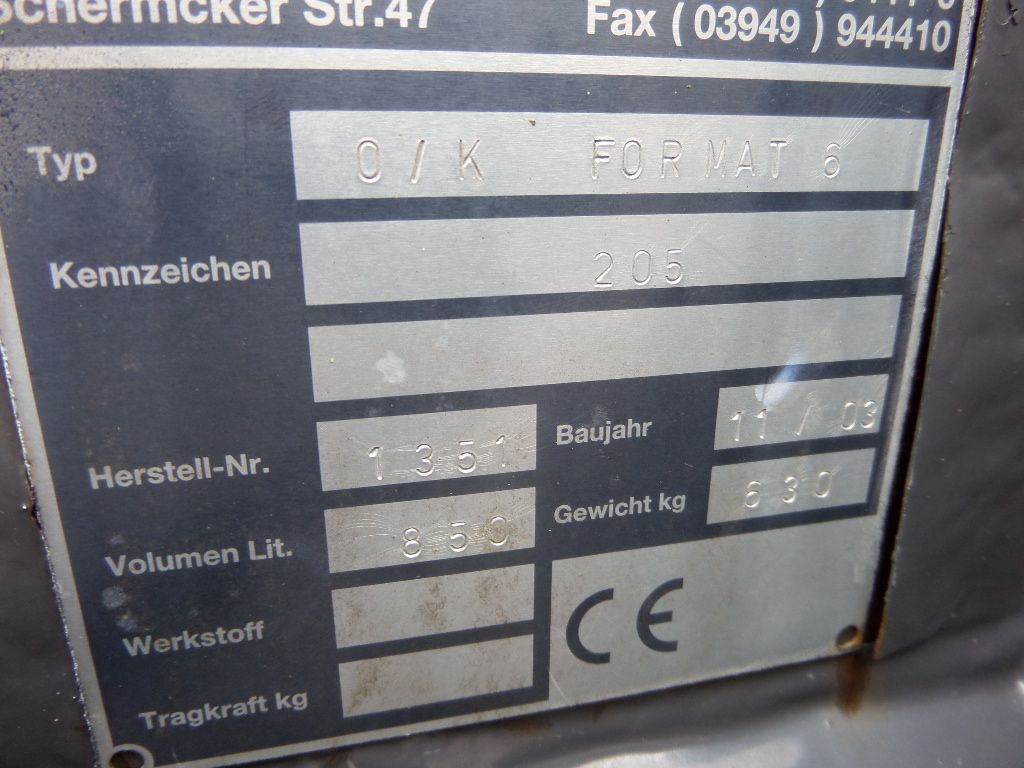 Schermcker Str.47
Fax ( 03949 ) 944410
Typ O/K FORMAT 6
Kennzeichen 205
Herstell-Nr. 1351 Baujahr 11/03
Volumen Lit. 850 Gewicht kg 630
Werkstoff
Tragkraft kg
CE